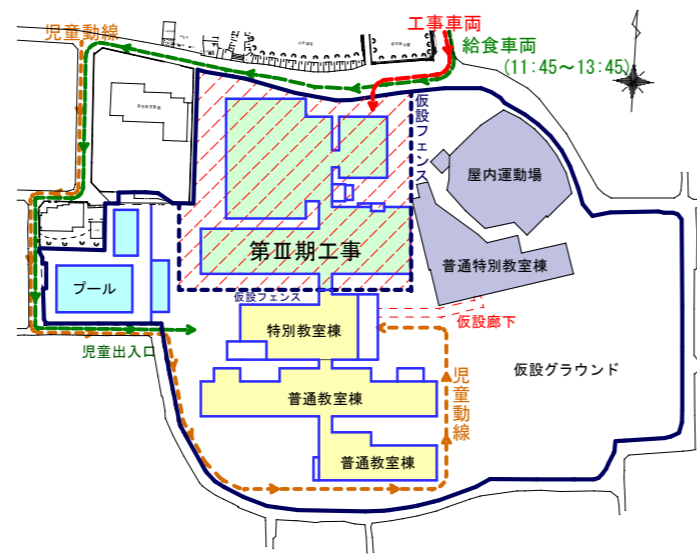 工事車両
児童動線
給食車両
(11:45～13:45)
仮設フェンス
屋内運動場
第Ⅲ期工事
普通特別教室棟
プール
仮設フェンス
仮設廊下
特別教室棟
児童出入口
仮設グラウンド
児童動線
普通教室棟
普通教室棟